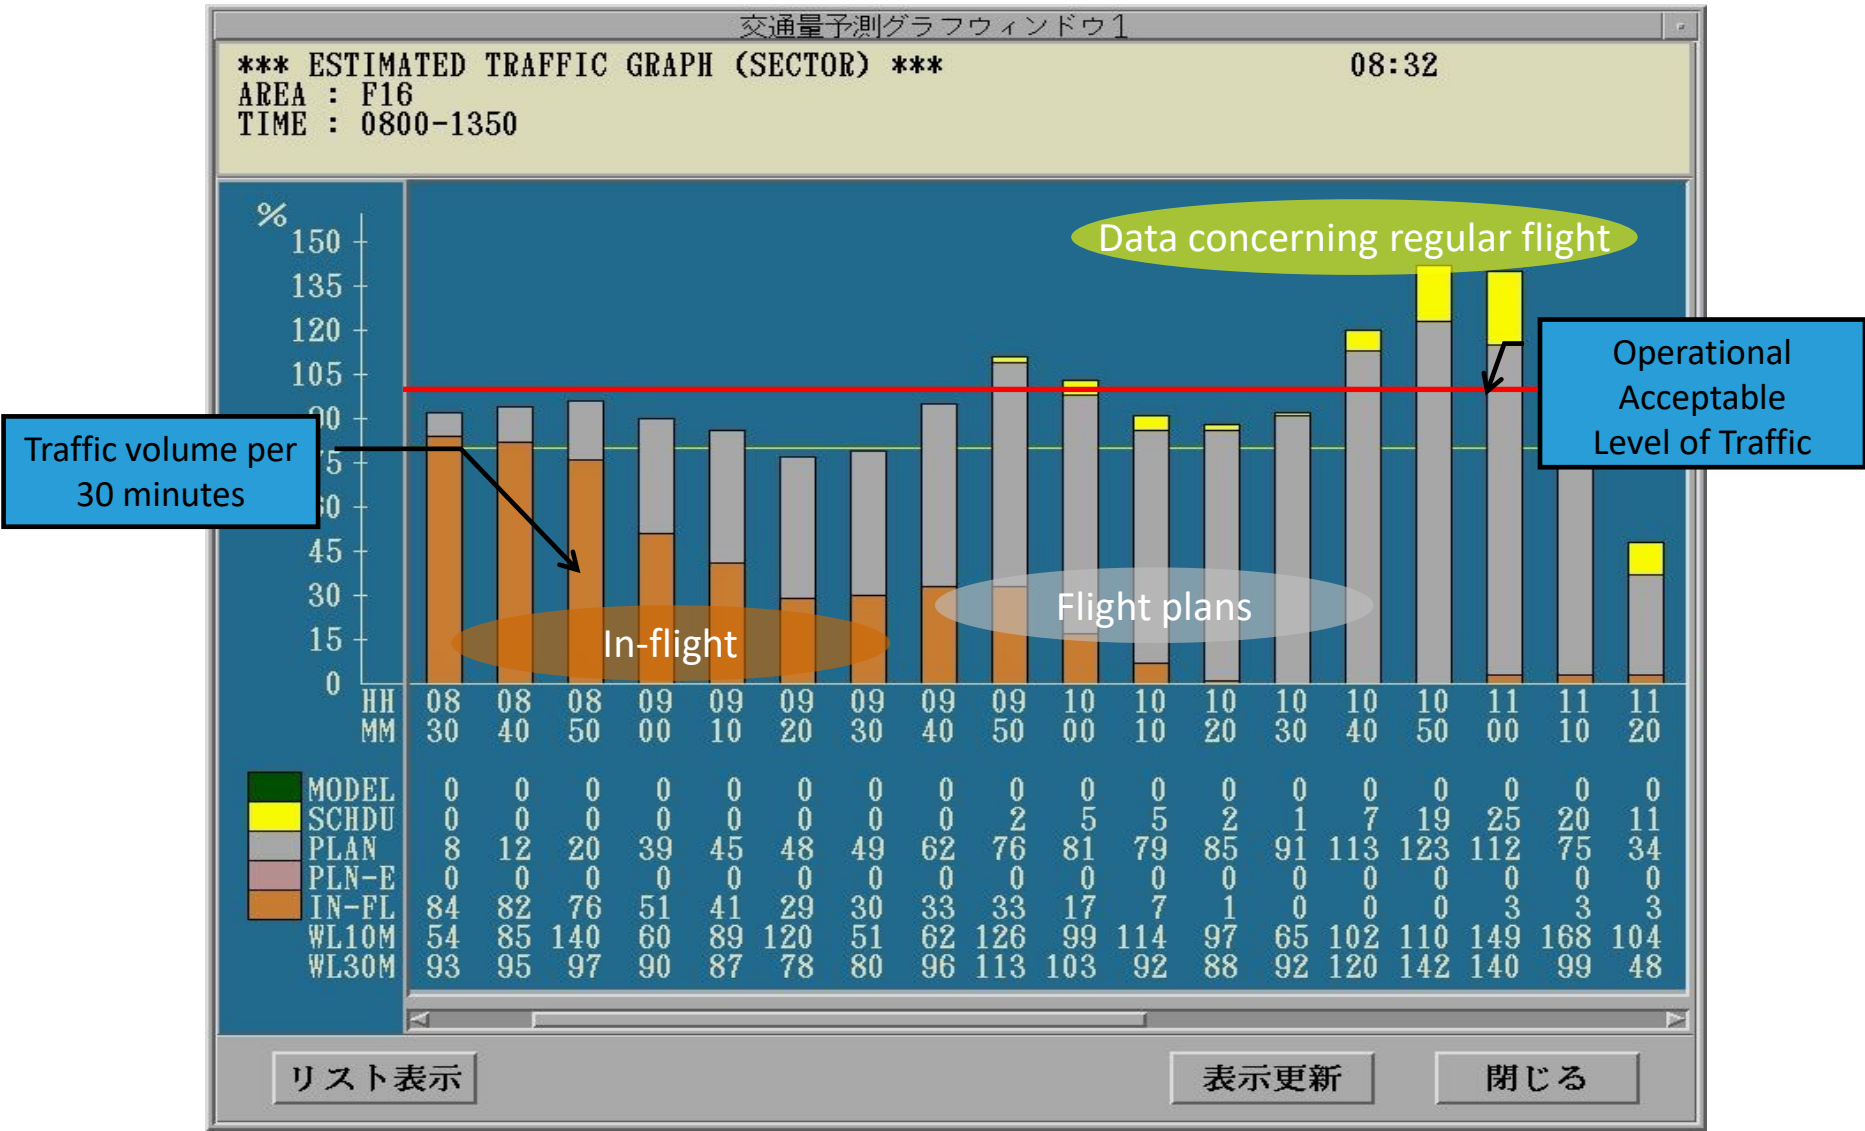 交通量予測グラフウィンドウ1
*** ESTIMATED TRAFFIC GRAPH (SECTOR) *** 08:32
AREA : F16
TIME : 0800-1350
%
150
135
120
105
90
75
60
45
30
15
0
Data concerning regular flight
Operational
Acceptable
Level of Traffic
Traffic volume per
30 minutes
In-flight
Flight plans
HH 08 08 08 09 09 09 09 09 09 10 10 10 10 10 10 11 11 11
MM 30 40 50 00 10 20 30 40 50 00 10 20 30 40 50 00 10 20
MODEL 0 0 0 0 0 0 0 0 0 0 0 0 0 0 0 0 0 0
SCHDU 0 0 0 0 0 0 0 0 2 5 5 2 1 7 19 25 20 11
PLAN 8 12 20 39 45 48 49 62 76 81 79 85 91 113 123 112 75 34
PLN-E 0 0 0 0 0 0 0 0 0 0 0 0 0 0 0 0 0 0
IN-FL 84 82 76 51 41 29 30 33 33 17 7 1 0 0 0 3 3 3
WL10M 54 85 140 60 89 120 51 62 126 99 114 97 65 102 110 149 168 104
WL30M 93 95 97 90 87 78 80 96 113 103 92 88 92 120 142 140 99 48
リスト表示 表示更新 閉じる